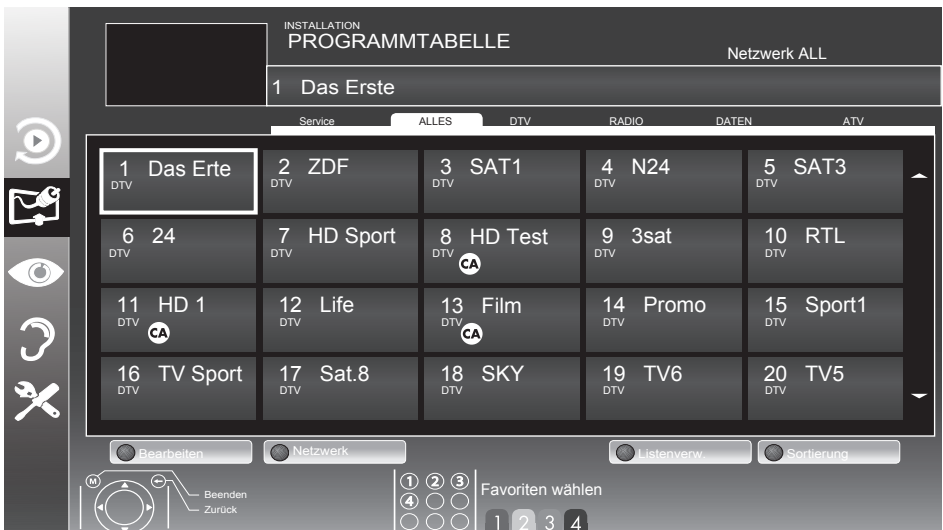 INSTALLATION
PROGRAMMTABELLE
Netzwerk ALL
1 Das Erste
Service ALLES DTV RADIO DATEN ATV
1 Das Erte 2 ZDF 3 SAT1 4 N24 5 SAT3
DTV DTV DTV DTV DTV
6 24 7 HD Sport 8 HD Test 9 3sat 10 RTL
DTV DTV DTV DTV DTV
CA
11 HD 1 12 Life 13 Film 14 Promo 15 Sport1
DTV DTV DTV DTV DTV
CA CA
16 TV Sport 17 Sat.8 18 SKY 19 TV6 20 TV5
DTV DTV DTV DTV DTV
Bearbeiten Netzwerk Listenverw. Sortierung
M
Beenden
Zurück
1 2 3
4
Favoriten wählen
1 2 3 4